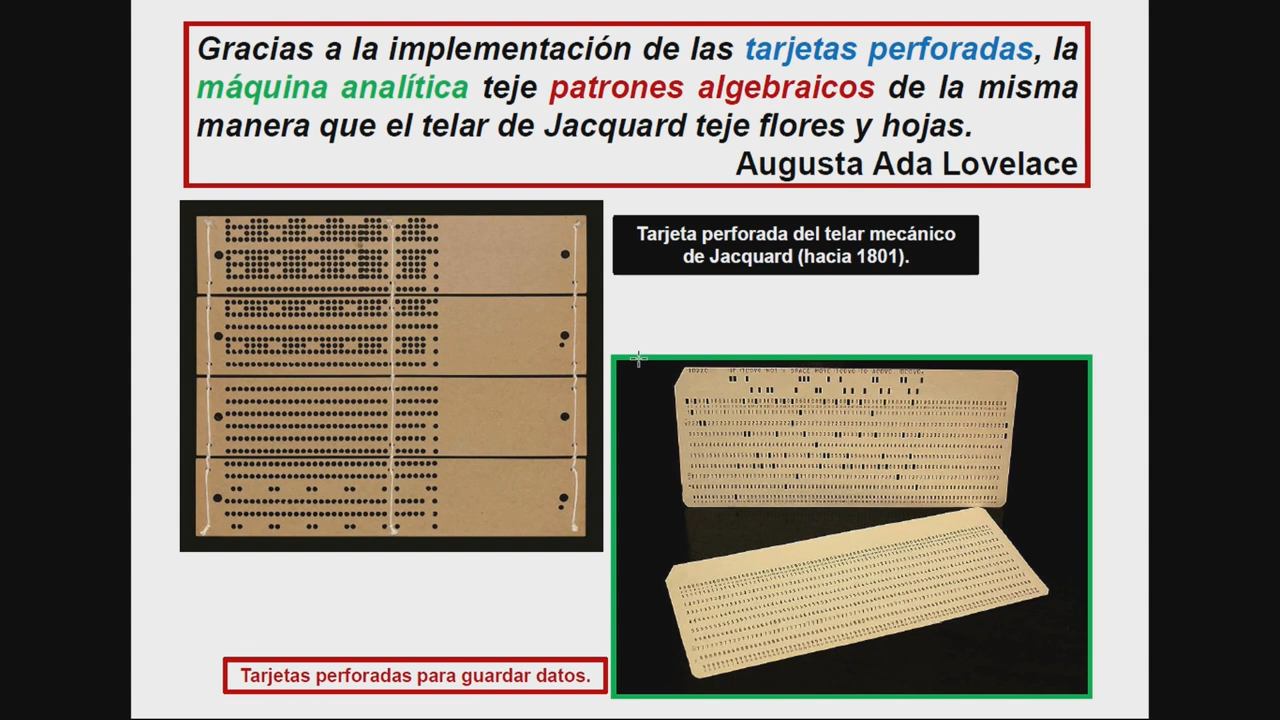 Gracias a la implementación de las tarjetas perforadas, la
máquina analítica teje patrones algebraicos de la misma
manera que el telar de Jacquard teje flores y hojas.
Augusta Ada Lovelace
Tarjeta perforada del telar mecánico
de Jacquard (hacia 1801).
Tarjetas perforadas para guardar datos.